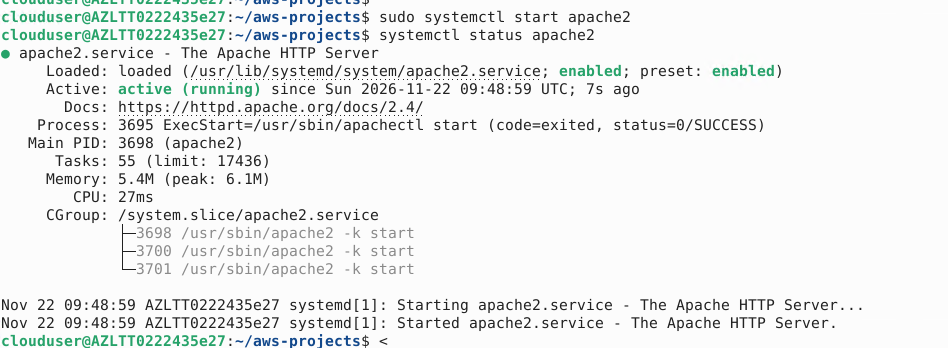 clouduser@AZLTT0222435e27:~/aws-projects$ sudo systemctl start apache2
clouduser@AZLTT0222435e27:~/aws-projects$ systemctl status apache2
● apache2.service - The Apache HTTP Server
     Loaded: loaded (/usr/lib/systemd/system/apache2.service; enabled; preset: enabled)
     Active: active (running) since Sun 2026-11-22 09:48:59 UTC; 7s ago
       Docs: https://httpd.apache.org/docs/2.4/
    Process: 3695 ExecStart=/usr/sbin/apachectl start (code=exited, status=0/SUCCESS)
   Main PID: 3698 (apache2)
      Tasks: 55 (limit: 17436)
     Memory: 5.4M (peak: 6.1M)
        CPU: 27ms
     CGroup: /system.slice/apache2.service
             ├─3698 /usr/sbin/apache2 -k start
             ├─3700 /usr/sbin/apache2 -k start
             └─3701 /usr/sbin/apache2 -k start

Nov 22 09:48:59 AZLTT0222435e27 systemd[1]: Starting apache2.service - The Apache HTTP Server...
Nov 22 09:48:59 AZLTT0222435e27 systemd[1]: Started apache2.service - The Apache HTTP Server.
clouduser@AZLTT0222435e27:~/aws-projects$ <